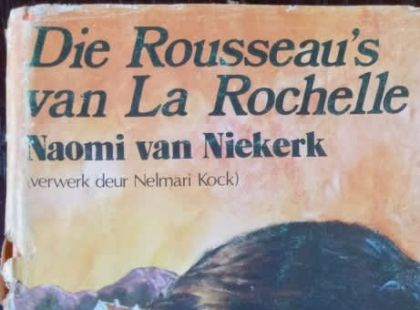 Die Rousseau's
van La Rochelle
Naomi van Niekerk
(verwerk deur Nelmari Kock)